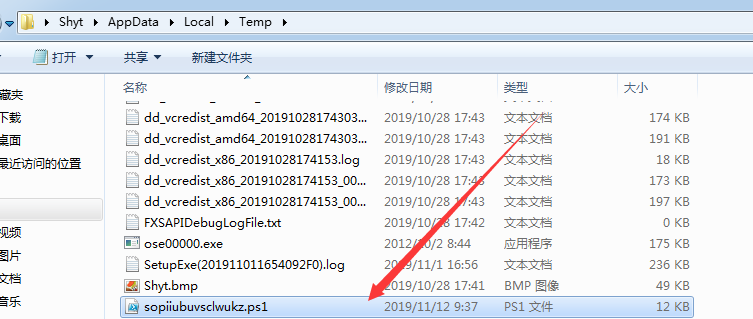 Shyt ▸ AppData ▸ Local ▸ Temp ▸
打开 共享 新建文件夹
名称 修改日期 类型 大小
藏夹
dd_vcredist_amd64_20191028174303... 2019/10/28 17:43 文本文档 174 KB
下载
dd_vcredist_amd64_20191028174303... 2019/10/28 17:43 文本文档 191 KB
桌面
dd_vcredist_x86_20191028174153.log 2019/10/28 17:43 文本文档 18 KB
最近访问的位置
dd_vcredist_x86_20191028174153_00... 2019/10/28 17:43 文本文档 173 KB
dd_vcredist_x86_20191028174153_00... 2019/10/28 17:43 文本文档 197 KB
FXSAPIDebugLogFile.txt 2019/10/28 17:42 文本文档 0 KB
视频
ose00000.exe 2012/10/2 8:44 应用程序 175 KB
图片
SetupExe(201911011654092F0).log 2019/11/1 16:56 文本文档 236 KB
文档
Shyt.bmp 2019/10/28 17:41 BMP 图像 49 KB
音乐
sopiiubuvsclwukz.ps1 2019/11/12 9:37 PS1 文件 12 KB